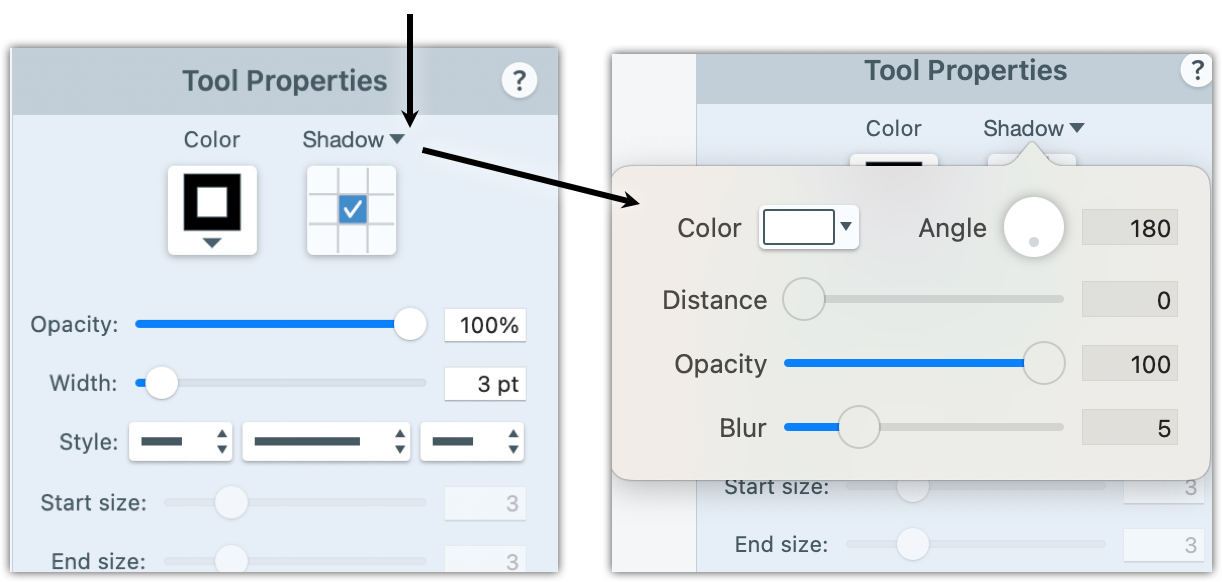 Tool Properties
?
Color
Shadow
Opacity:
100%
Width:
3 pt
Style:
Start size:
3
End size:
3
Tool Properties
?
Color
Shadow
Color
Angle
180
Distance
0
Opacity
100
Blur
5
Start size:
3
End size:
3